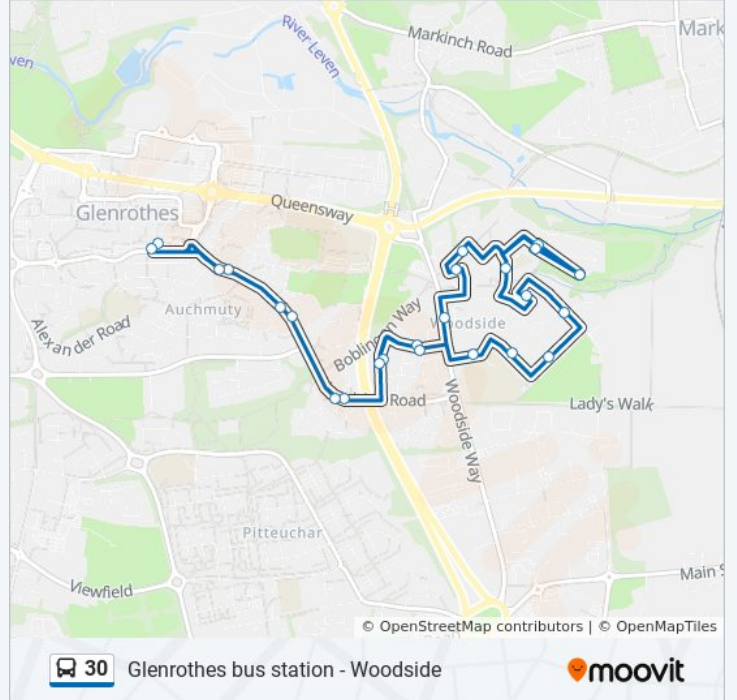 Markinch Road
Mark
River Leven
ven
Queensway
Glenrothes
Auchmuty
Alexander Road
Boblingen Way
Woodside
Road
Woodside Way
Lady's Walk
Pitteuchar
Viewfield
Main S
© OpenStreetMap contributors | © OpenMapTiles
30 Glenrothes bus station - Woodside
moovit